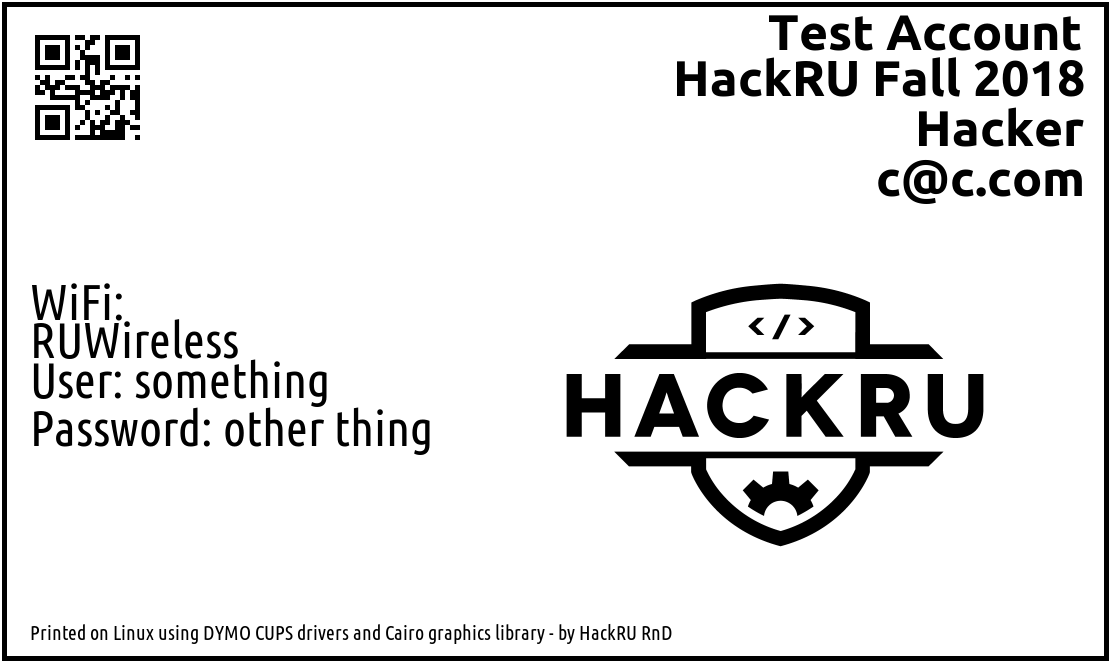 Test Account
HackRU Fall 2018
Hacker
c@c.com
WiFi:
RUWireless
User: something
Password: other thing
</>
HACKRU
Printed on Linux using DYMO CUPS drivers and Cairo graphics library - by HackRU RnD